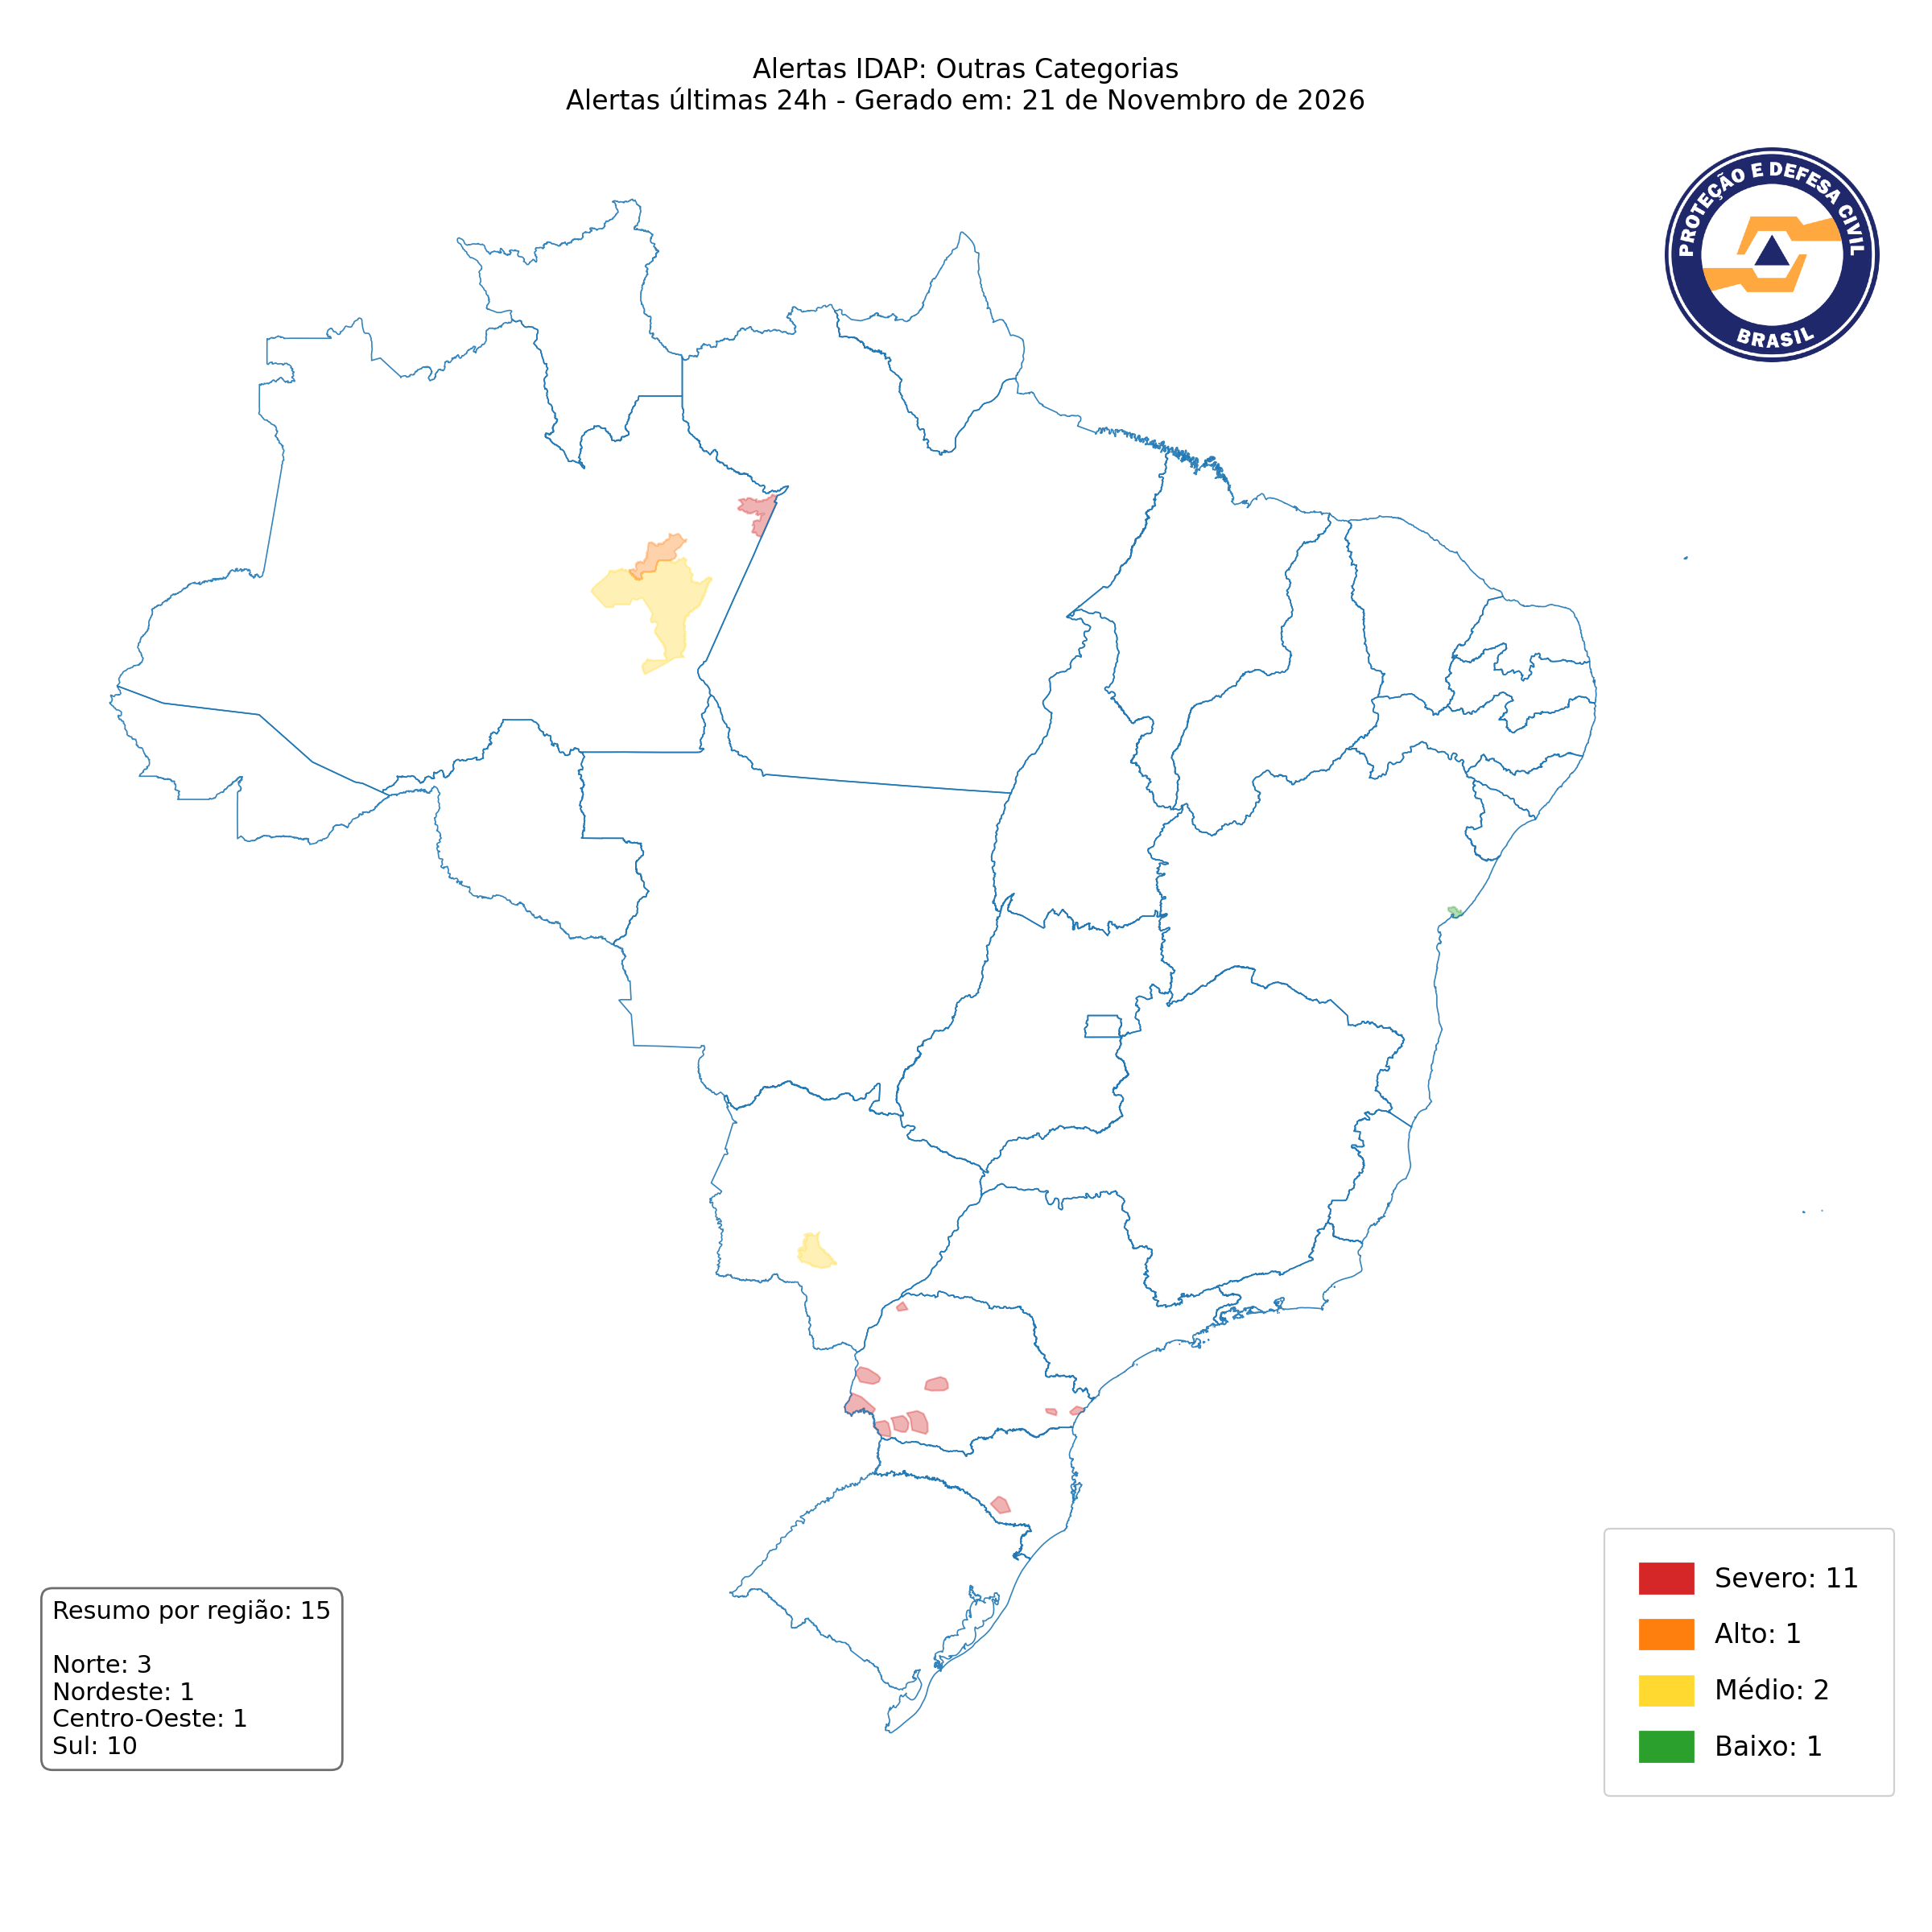 Alertas IDAP: Outras Categorias
Alertas últimas 24h - Gerado em: 21 de Novembro de 2026
PROTEÇÃO E DEFESA CIVIL
BRASIL
Resumo por região: 15
Norte: 3
Nordeste: 1
Centro-Oeste: 1
Sul: 10
Severo: 11
Alto: 1
Médio: 2
Baixo: 1